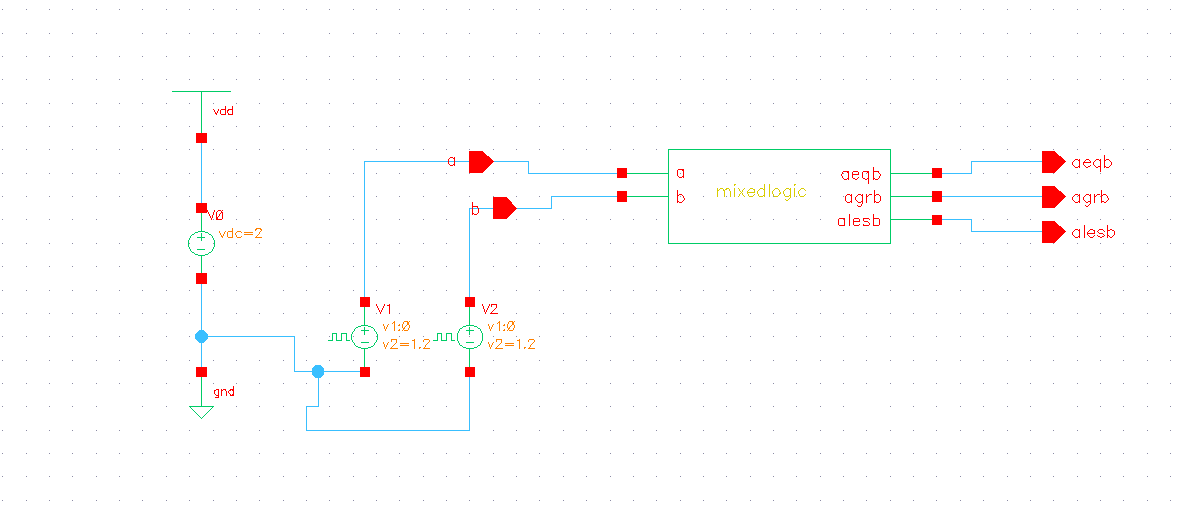 vdd
V0
vdc=2
gnd
a
b
V1
v1:0
v2=1.2
V2
v1:0
v2=1.2
a
b
mixedlogic
aeqb
agrb
alesb
aeqb
agrb
alesb